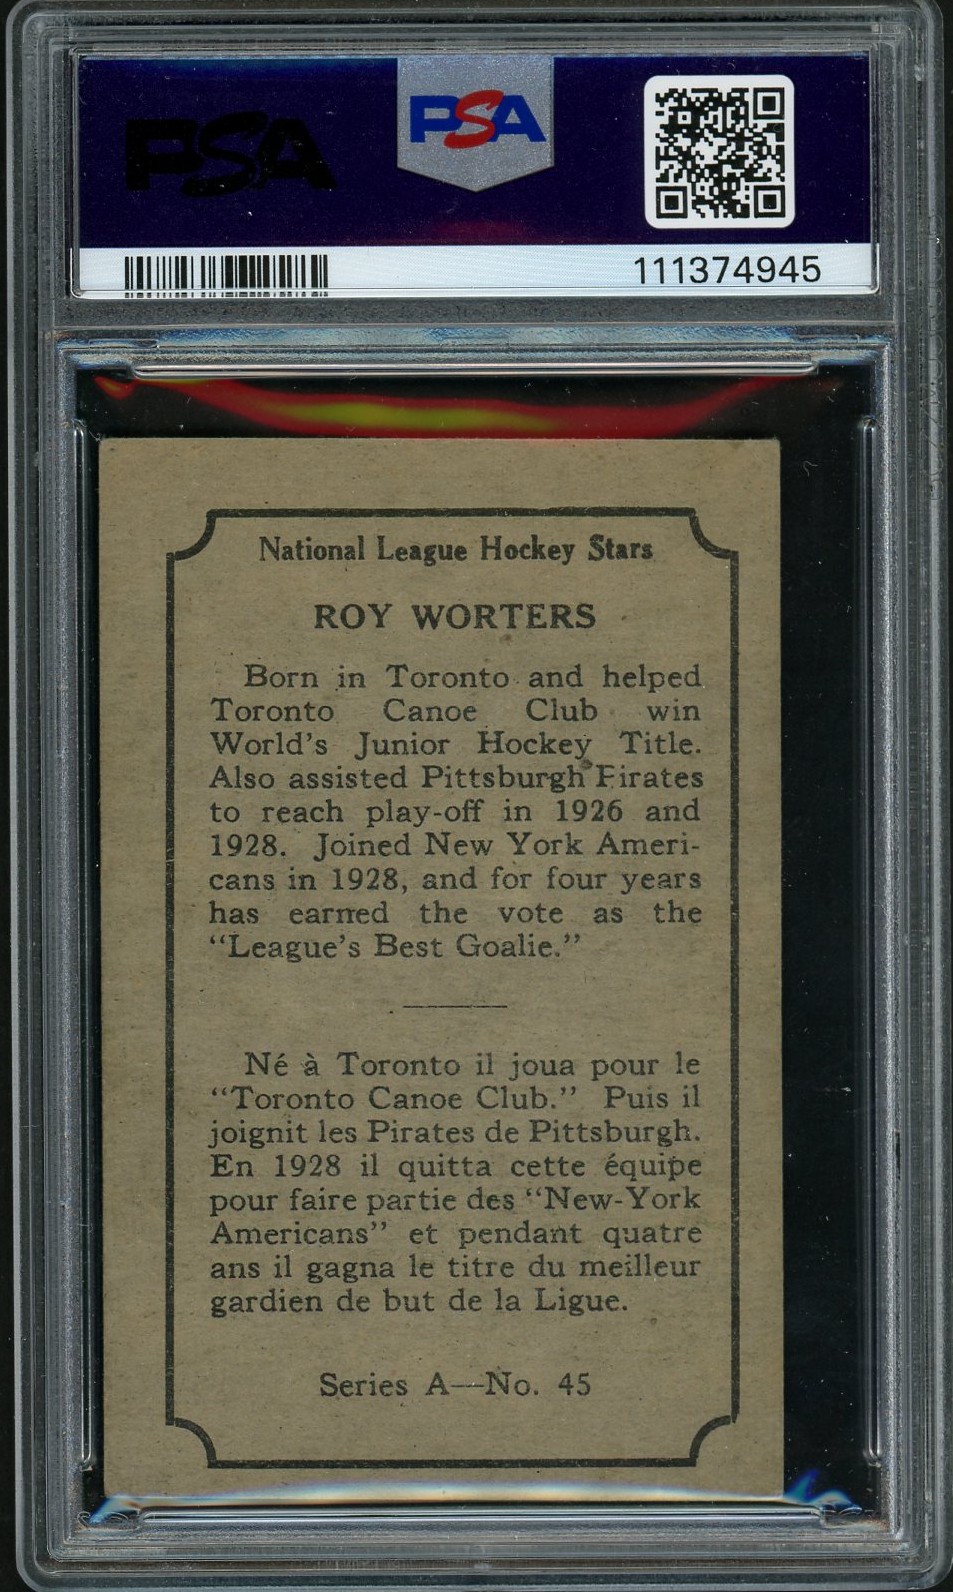 PSA
PSA
111374945
National League Hockey Stars
ROY WORTERS
Born in Toronto and helped
Toronto Canoe Club win
World's Junior Hockey Title.
Also assisted Pittsburgh Pirates
to reach play-off in 1926 and
1928. Joined New York Ameri-
cans in 1928, and for four years
has earned the vote as the
"League's Best Goalie."
Né à Toronto il joua pour le
"Toronto Canoe Club." Puis il
joignit les Pirates de Pittsburgh.
En 1928 il quitta cette équipe
pour faire partie des "New-York
Americans" et pendant quatre
ans il gagna le titre du meilleur
gardien de but de la Ligue.
Series A—No. 45